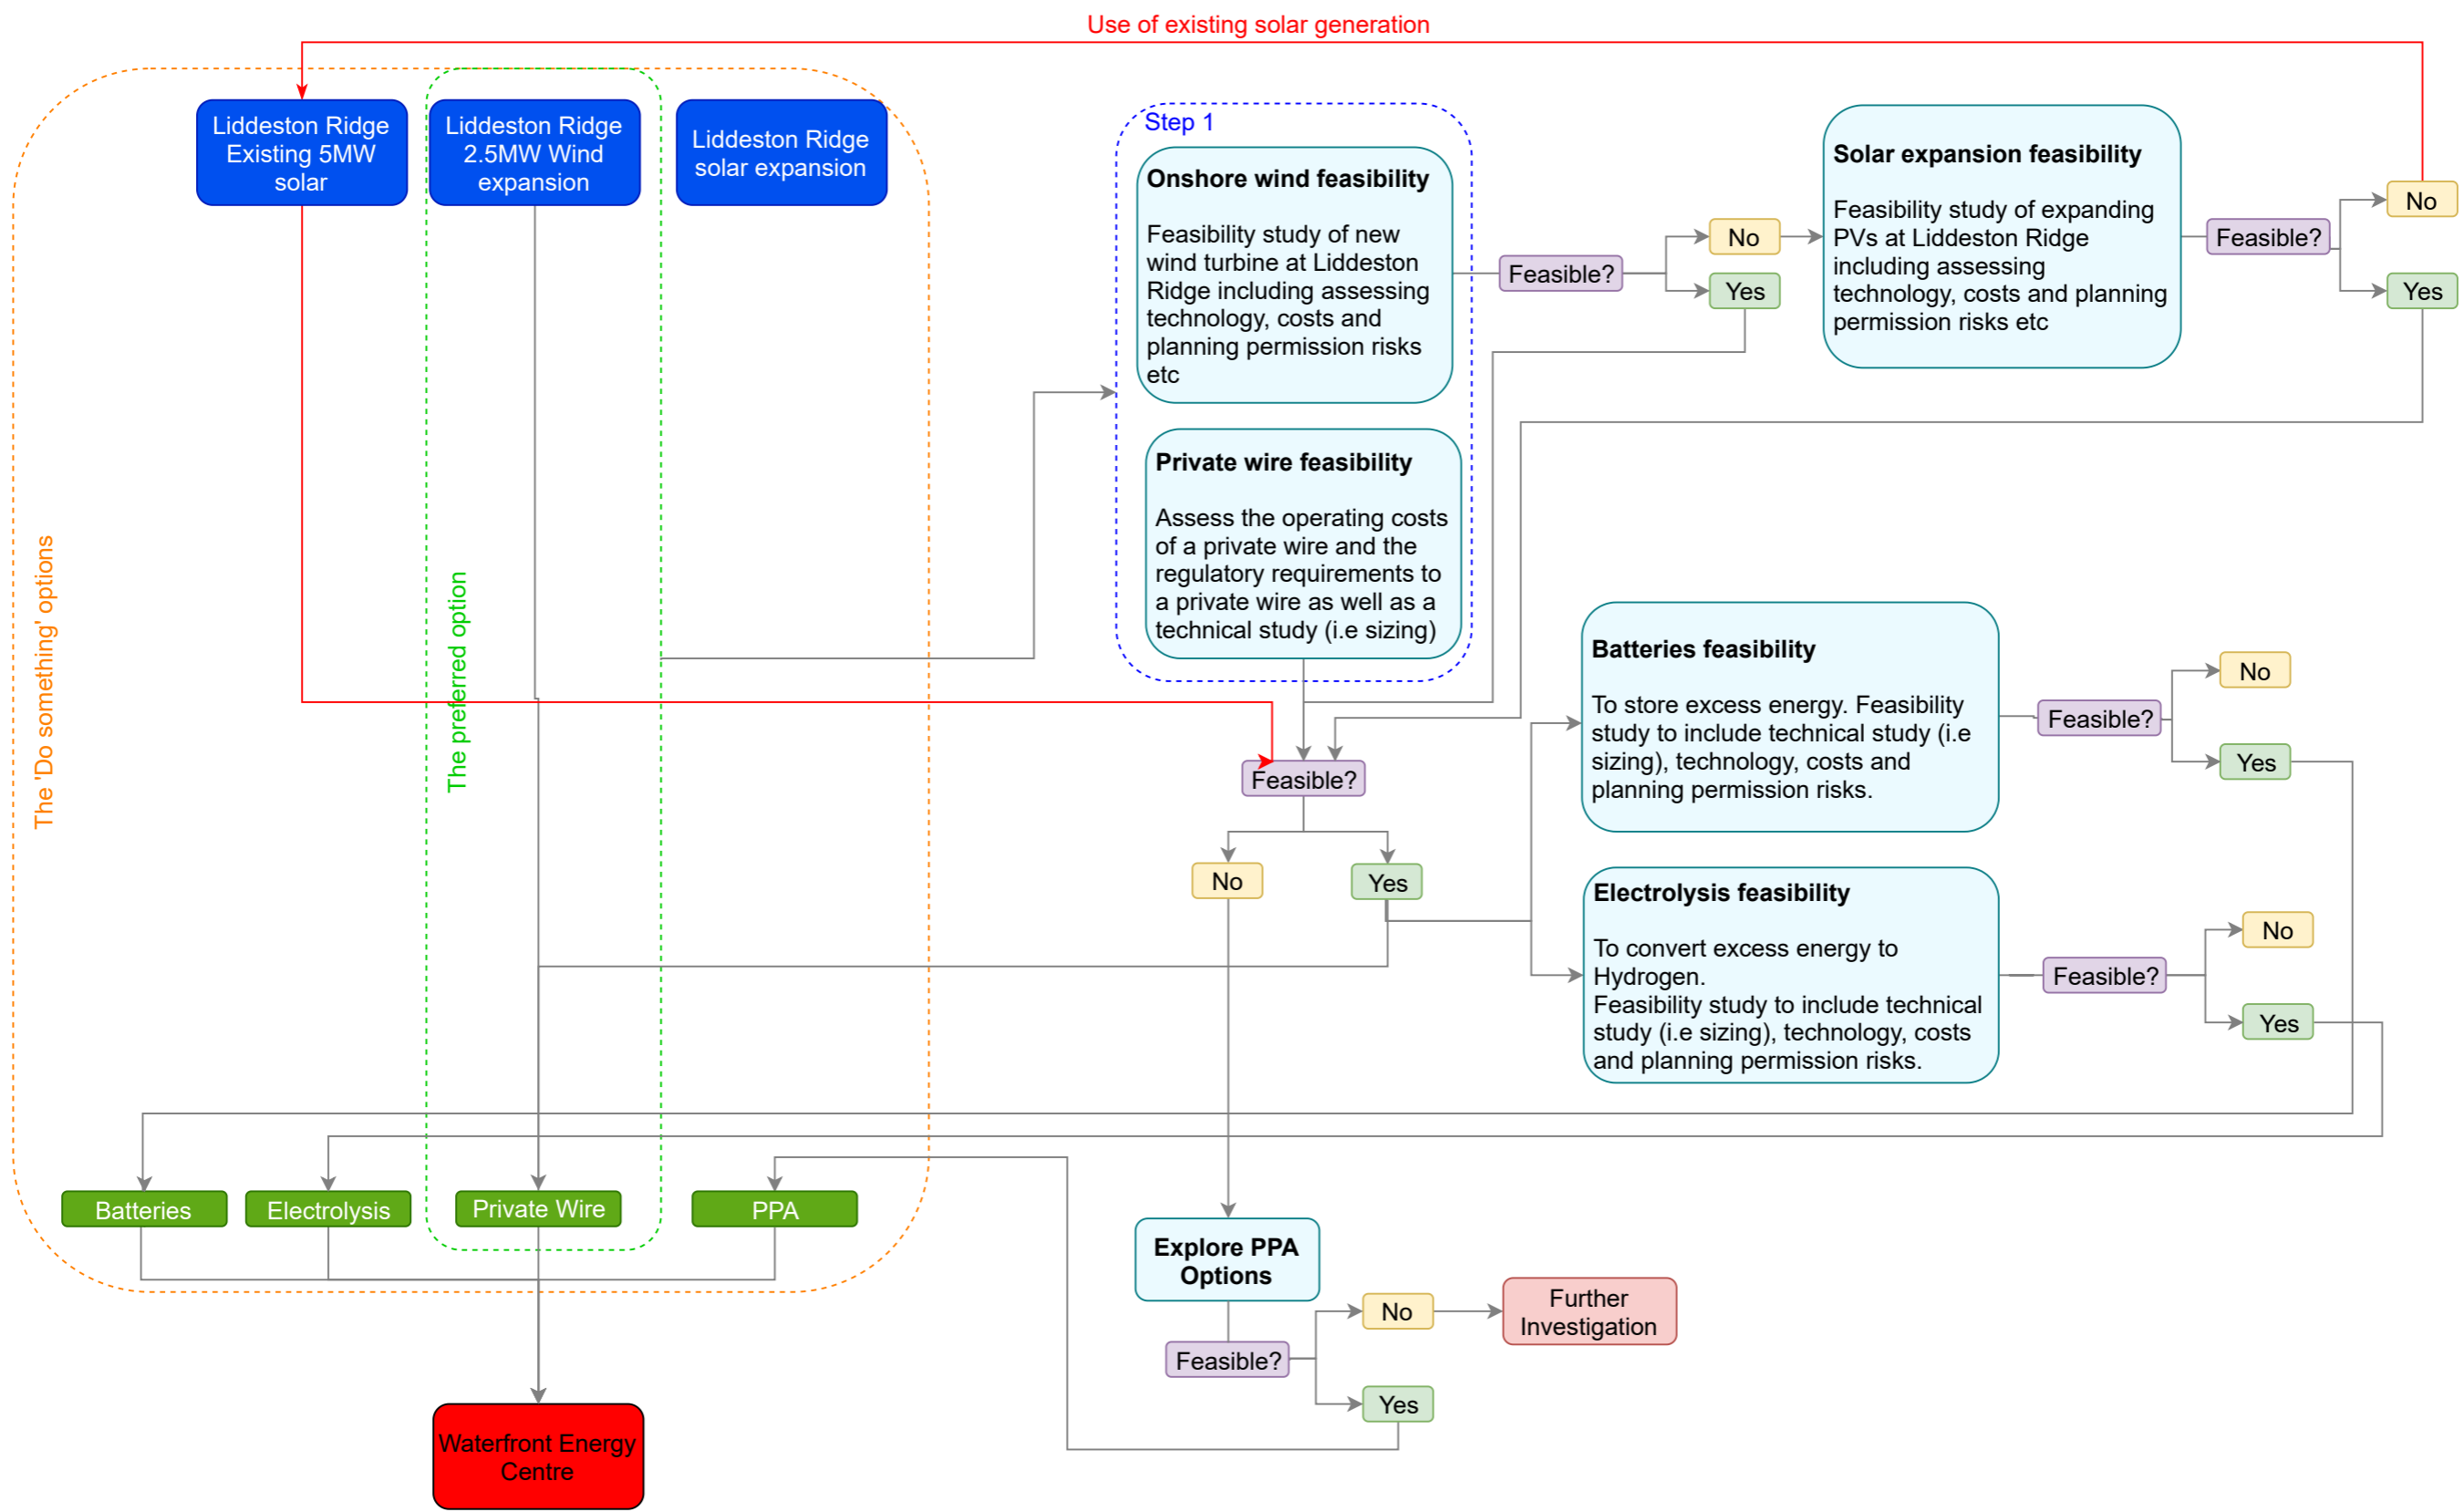 Use of existing solar generation
Liddeston Ridge
Existing 5MW
solar
Liddeston Ridge
2.5MW Wind
expansion
Liddeston Ridge
solar expansion
The 'Do something' options
The preferred option
Step 1
Onshore wind feasibility
Feasibility study of new
wind turbine at Liddeston
Ridge including assessing
technology, costs and
planning permission risks
etc
Feasible?
No
Yes
Solar expansion feasibility
Feasibility study of expanding
PVs at Liddeston Ridge
including assessing
technology, costs and planning
permission risks etc
Feasible?
No
Yes
Private wire feasibility
Assess the operating costs
of a private wire and the
regulatory requirements to
a private wire as well as a
technical study (i.e sizing)
Feasible?
No
Yes
Batteries feasibility
To store excess energy. Feasibility
study to include technical study (i.e
sizing), technology, costs and
planning permission risks.
Feasible?
No
Yes
Electrolysis feasibility
To convert excess energy to
Hydrogen.
Feasibility study to include technical
study (i.e sizing), technology, costs
and planning permission risks.
Feasible?
No
Yes
Batteries
Electrolysis
Private Wire
PPA
Explore PPA
Options
Feasible?
No
Yes
Further
Investigation
Waterfront Energy
Centre